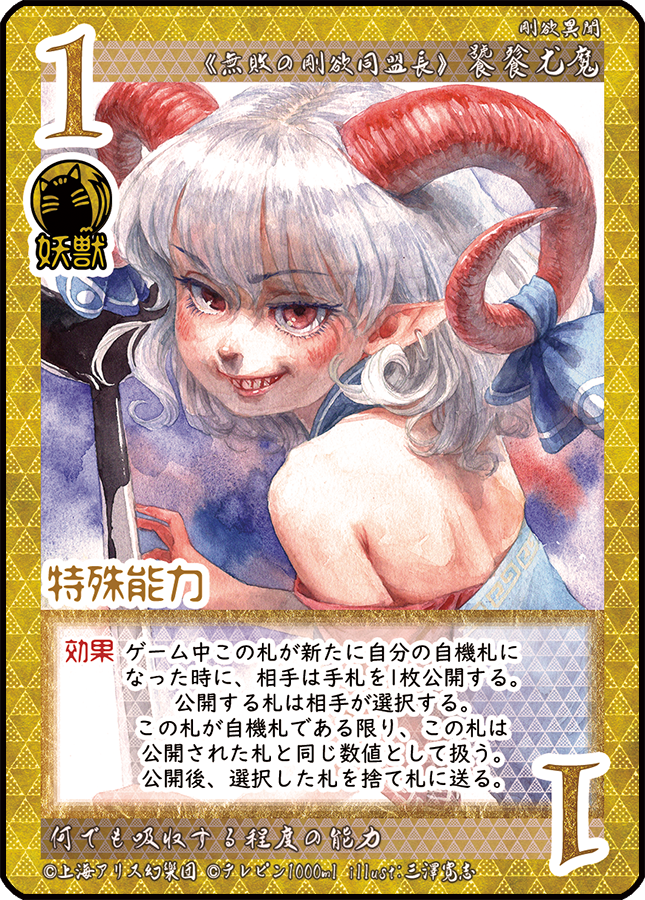 剛欲異聞
1
《無敗の剛欲同盟長》 饕餮尤魔
妖獣
特殊能力
効果 ゲーム中この札が新たに自分の自機札に
なった時に、相手は手札を1枚公開する。
公開する札は相手が選択する。
この札が自機札である限り、この札は
公開された札と同じ数値として扱う。
公開後、選択した札を捨て札に送る。
1
何でも吸収する程度の能力
©上海アリス幻樂団 ©テレピン1000ml illust:三澤寛志